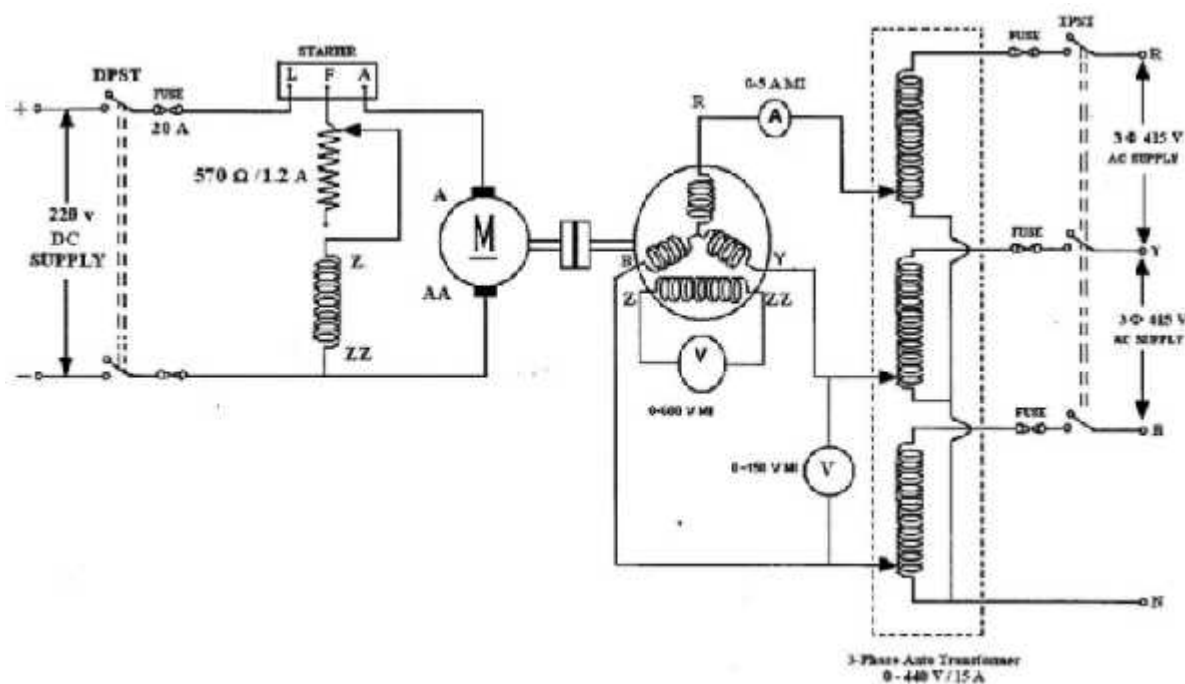 STARTER
L F A
DPST
FUSE
20 A
+
570 Ω /1.2 A
220 v
DC
SUPPLY
Z
ZZ
−
A
M
AA
R
0-5 A MI
A
B
Y
Z
ZZ
V
0-600 V MI
0-150 V MI
V
FUSE
TPST
R
3 Φ 415 V
AC SUPPLY
FUSE
Y
3 Φ 415 V
AC SUPPLY
FUSE
B
N
3-Phase Auto Transformer
0 - 440 V / 15 A